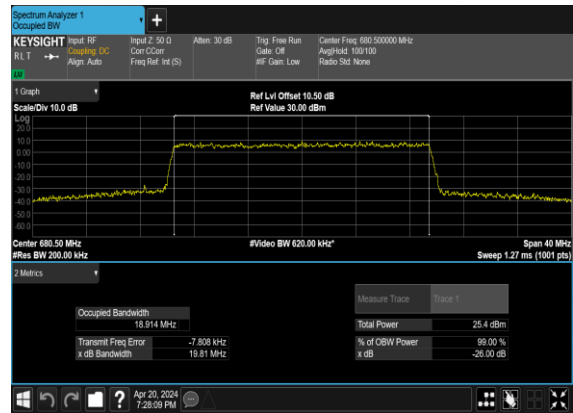 Spectrum Analyzer 1
Occupied BW
KEYSIGHT Input: RF Input Z: 50 Ω Atten: 30 dB Trig: Free Run Center Freq: 680.500000 MHz
RLT Coupling: DC Corr CCorr Gate: Off Avg|Hold: 100/100
Align: Auto Freq Ref: Int (S) #IF Gain: Low Radio Std: None
1 Graph
Ref Lvl Offset 10.50 dB
Scale/Div 10.0 dB Ref Value 30.00 dBm
Log
20.0
10.0
0.00
-10.0
-20.0
-30.0
-40.0
-50.0
-60.0
Center 680.50 MHz #Video BW 620.00 kHz* Span 40 MHz
#Res BW 200.00 kHz Sweep 1.27 ms (1001 pts)
2 Metrics
Measure Trace Trace 1
Occupied Bandwidth
18.914 MHz Total Power 25.4 dBm
Transmit Freq Error -7.808 kHz % of OBW Power 99.00 %
x dB Bandwidth 19.81 MHz x dB -26.00 dB
? Apr 20, 2024
7:28:09 PM